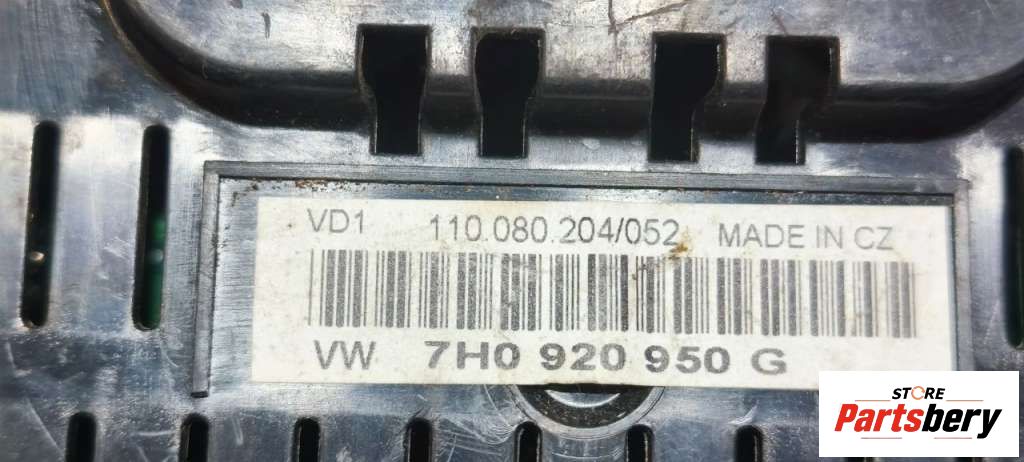 VD1 110.080.204/052 MADE IN CZ
VW 7H0 920 950 G
STORE
Partsbery